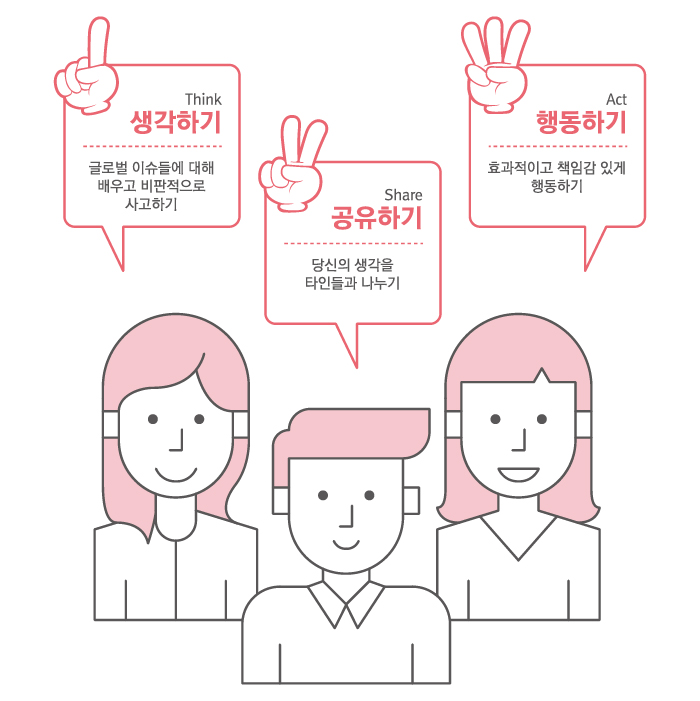 Think
생각하기
글로벌 이슈들에 대해
배우고 비판적으로
사고하기
Share
공유하기
당신의 생각을
타인들과 나누기
Act
행동하기
효과적이고 책임감 있게
행동하기